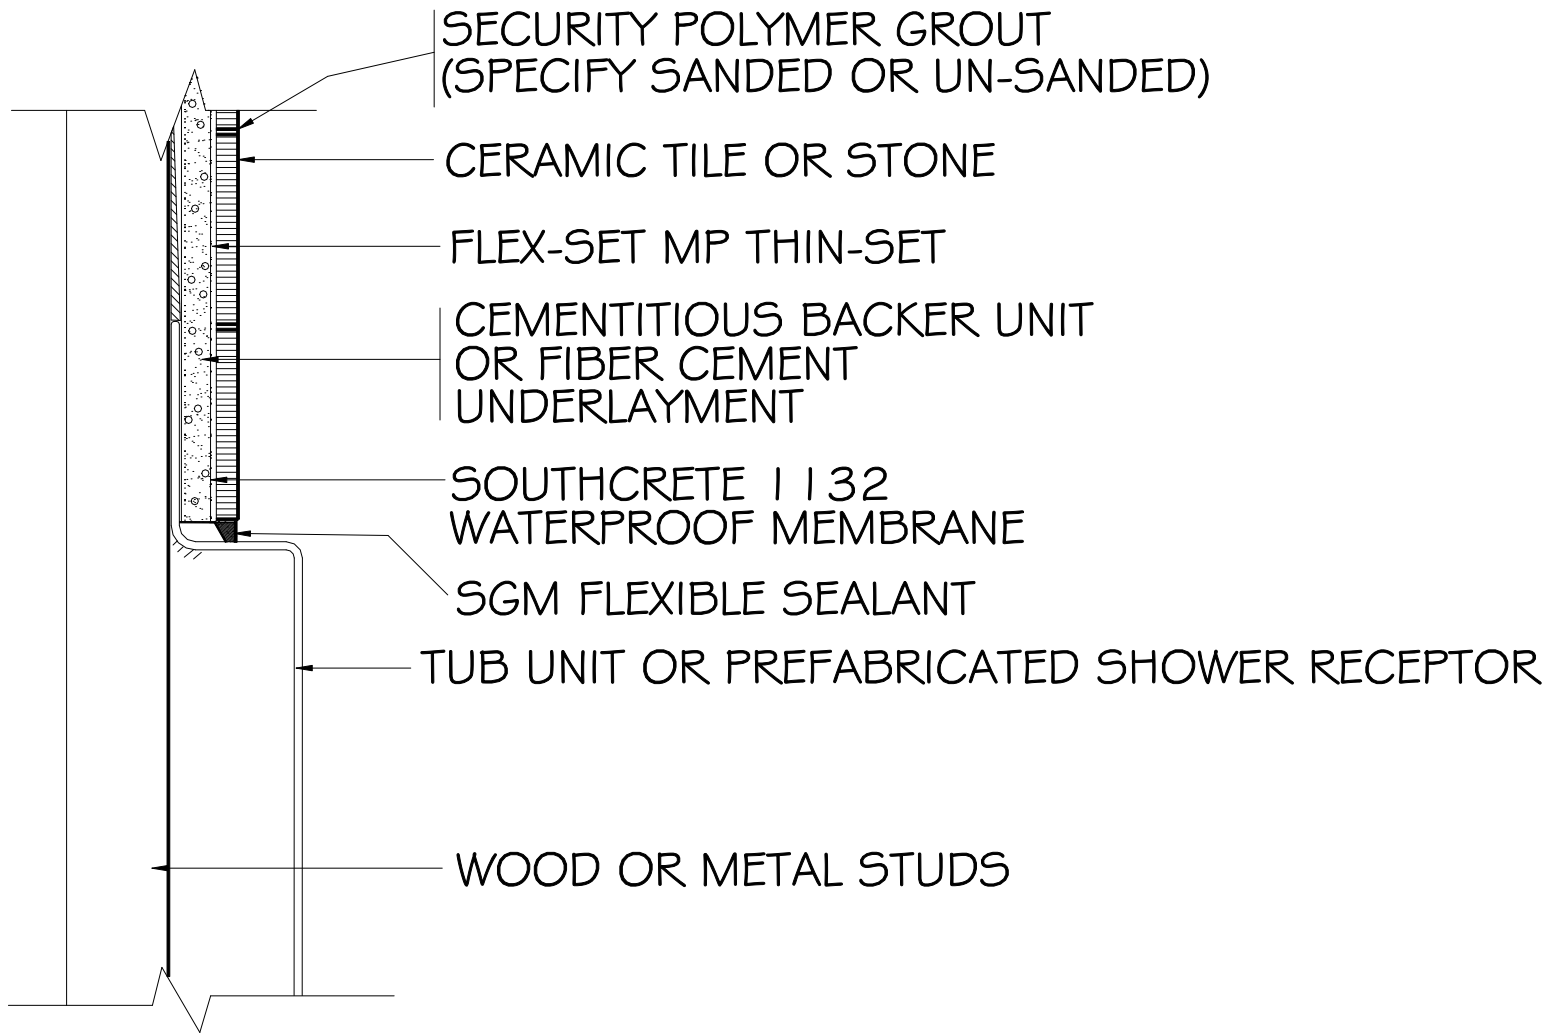 SECURITY POLYMER GROUT
(SPECIFY SANDED OR UN-SANDED)
CERAMIC TILE OR STONE
FLEX-SET MP THIN-SET
CEMENTITIOUS BACKER UNIT
OR FIBER CEMENT
UNDERLAYMENT
SOUTHCRETE 1132
WATERPROOF MEMBRANE
SGM FLEXIBLE SEALANT
TUB UNIT OR PREFABRICATED SHOWER RECEPTOR
WOOD OR METAL STUDS